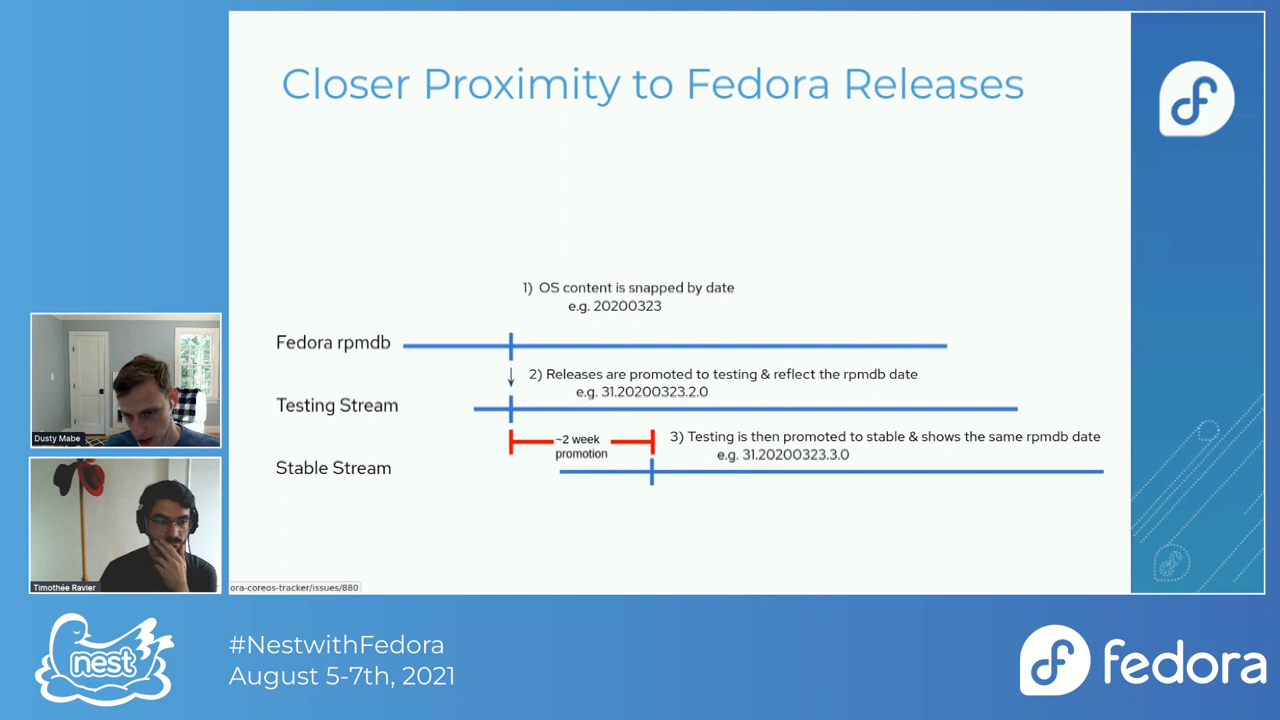 Closer Proximity to Fedora Releases
1) OS content is snapped by date
e.g. 20200323
Fedora rpmdb
2) Releases are promoted to testing & reflect the rpmdb date
e.g. 31.20200323.2.0
Testing Stream
~2 week
promotion
3) Testing is then promoted to stable & shows the same rpmdb date
e.g. 31.20200323.3.0
Stable Stream
Dusty Mabe
Timothée Ravier
ora-coreos-tracker/issues/880
nest
#NestwithFedora
August 5-7th, 2021
fedora